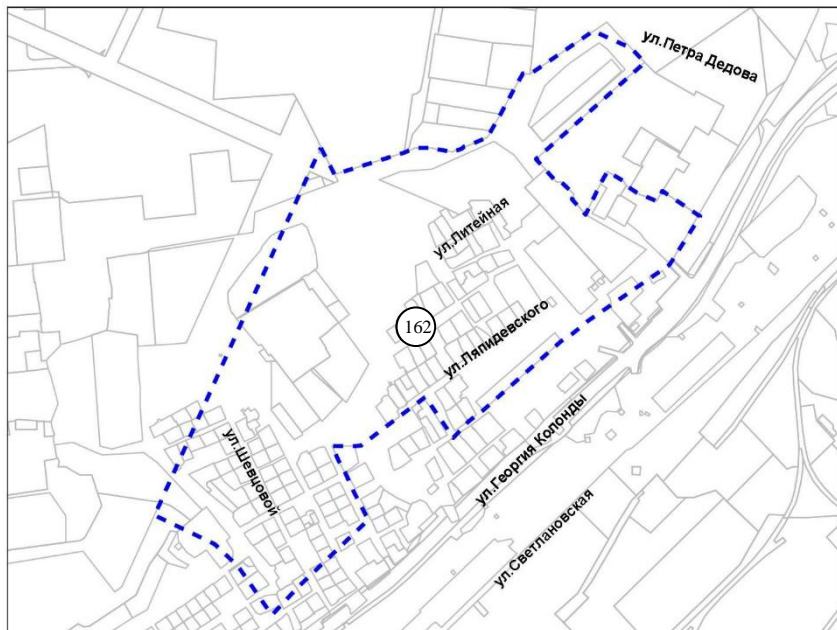 ул.Петра Дедова
ул.Литейная
162
ул.Ляпидевского
ул.Шевцовой
ул.Георгия Колонды
ул.Светлановская